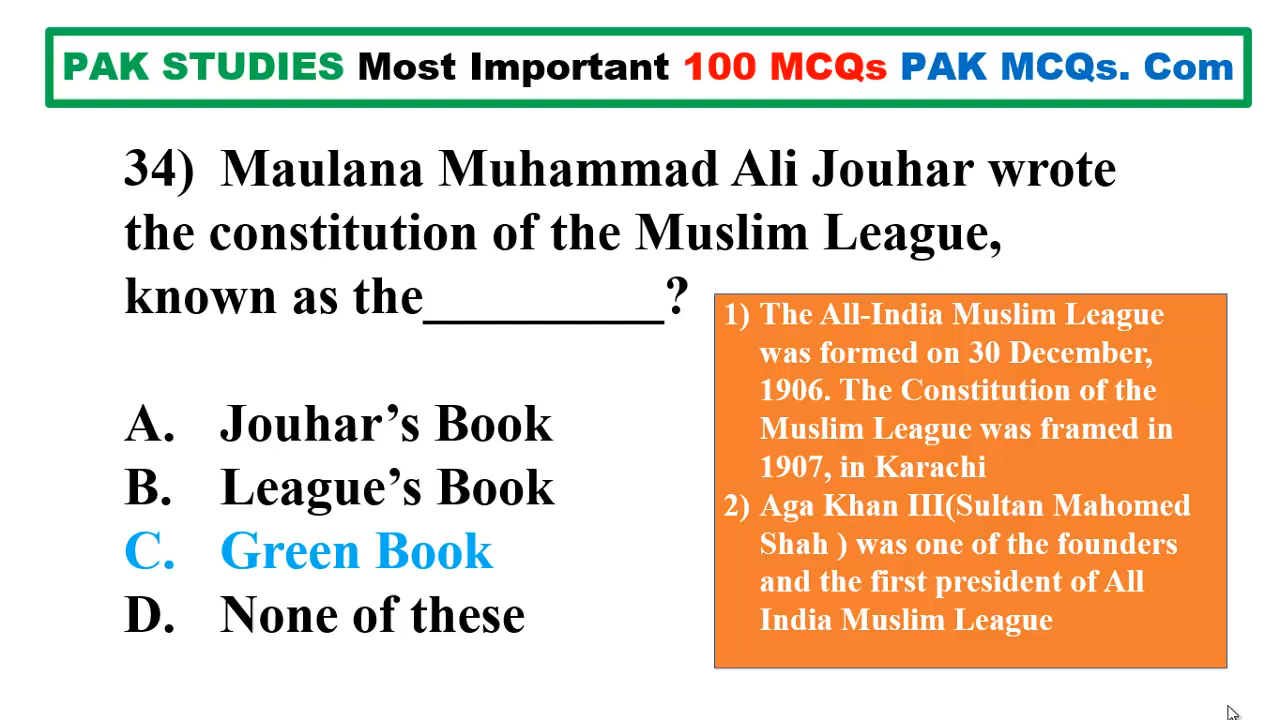 PAK STUDIES Most Important 100 MCQs PAK MCQs. Com
34) Maulana Muhammad Ali Jouhar wrote
the constitution of the Muslim League,
known as the_________?
A. Jouhar’s Book
B. League’s Book
C. Green Book
D. None of these
1) The All-India Muslim League
was formed on 30 December,
1906. The Constitution of the
Muslim League was framed in
1907, in Karachi
2) Aga Khan III(Sultan Mahomed
Shah ) was one of the founders
and the first president of All
India Muslim League